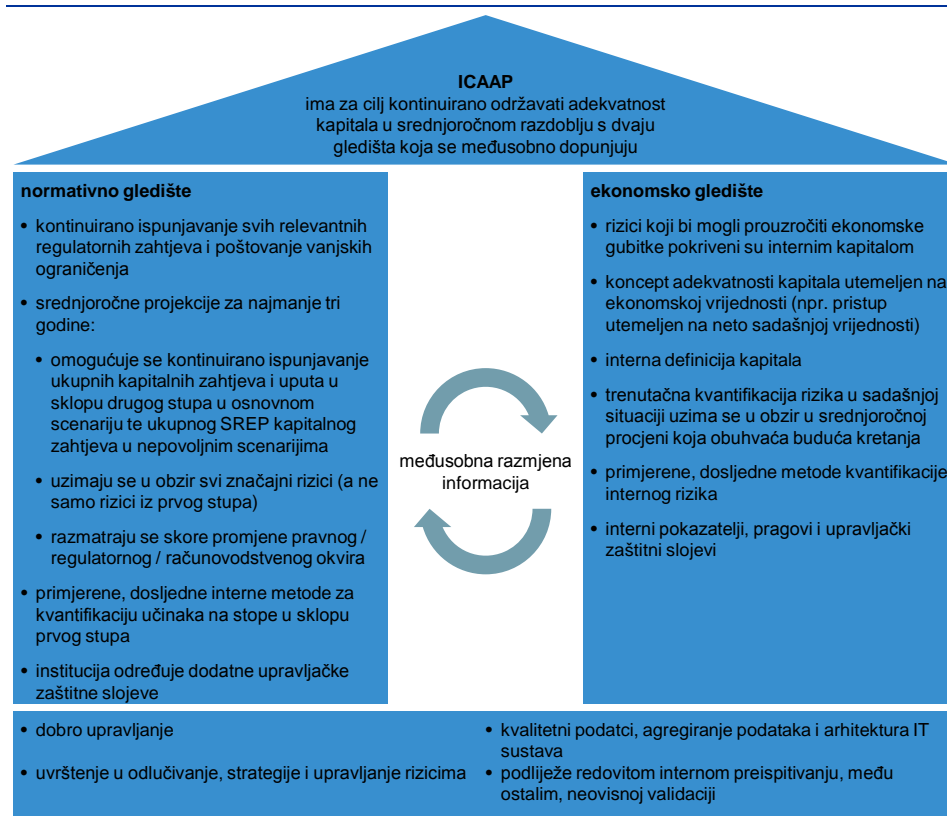 ICAAP
ima za cilj kontinuirano održavati adekvatnost
kapitala u srednjoročnom razdoblju s dvaju
gledišta koja se međusobno dopunjuju
normativno gledište
• kontinuirano ispunjavanje svih relevantnih
regulatornih zahtjeva i poštovanje vanjskih
ograničenja
• srednjoročne projekcije za najmanje tri
godine:
• omogućuje se kontinuirano ispunjavanje
ukupnih kapitalnih zahtjeva i uputa u
sklopu drugog stupa u osnovnom
scenariju te ukupnog SREP kapitalnog
zahtjeva u nepovoljnim scenarijima
• uzimaju se u obzir svi značajni rizici (a ne
samo rizici iz prvog stupa)
• razmatraju se skore promjene pravnog /
regulatornog / računovodstvenog okvira
• primjerene, dosljedne interne metode za
kvantifikaciju učinaka na stope u sklopu
prvog stupa
• institucija određuje dodatne upravljačke
zaštitne slojeve
međusobna razmjena
informacija
ekonomsko gledište
• rizici koji bi mogli prouzročiti ekonomske
gubitke pokriveni su internim kapitalom
• koncept adekvatnosti kapitala utemeljen na
ekonomskoj vrijednosti (npr. pristup
utemeljen na neto sadašnjoj vrijednosti)
• interna definicija kapitala
• trenutačna kvantifikacija rizika u sadašnjoj
situaciji uzima se u obzir u srednjoročnoj
procjeni koja obuhvaća buduća kretanja
• primjerene, dosljedne metode kvantifikacije
internog rizika
• interni pokazatelji, pragovi i upravljački
zaštitni slojevi
• dobro upravljanje
• uvrštenje u odlučivanje, strategije i upravljanje rizicima
• kvalitetni podatci, agregiranje podataka i arhitektura IT
sustava
• podliježe redovitom internom preispitivanju, među
ostalim, neovisnoj validaciji